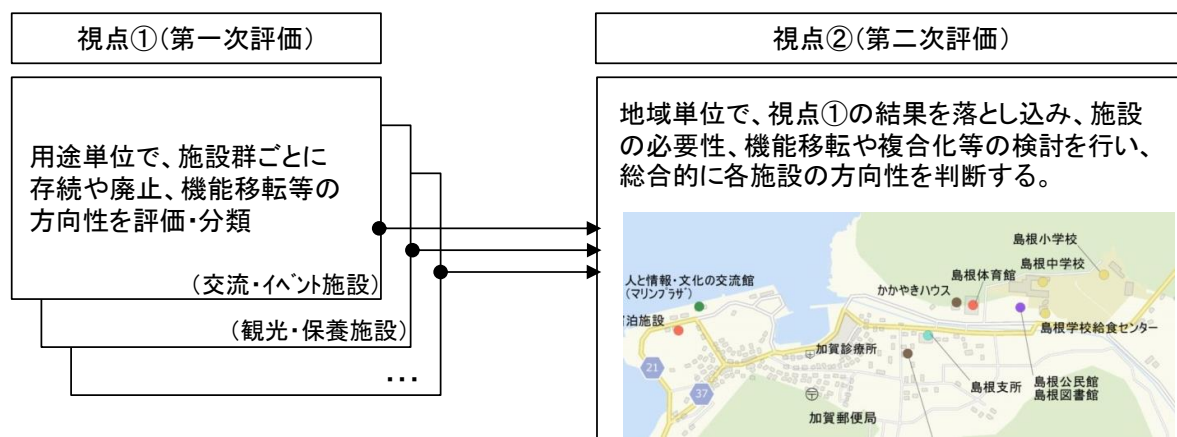 視点①(第一次評価)
用途単位で、施設群ごとに
存続や廃止、機能移転等の
方向性を評価・分類
(交流・イベント施設)
(観光・保養施設)
…
視点②(第二次評価)
地域単位で、視点①の結果を落とし込み、施設
の必要性、機能移転や複合化等の検討を行い、
総合的に各施設の方向性を判断する。
島根小学校
島根中学校
島根体育館
かかやきハウス
人と情報・文化の交流館
(マリンプラザ)
泊施設
島根学校給食センター
加賀診療所
21
島根支所
島根公民館
島根図書館
37
加賀郵便局